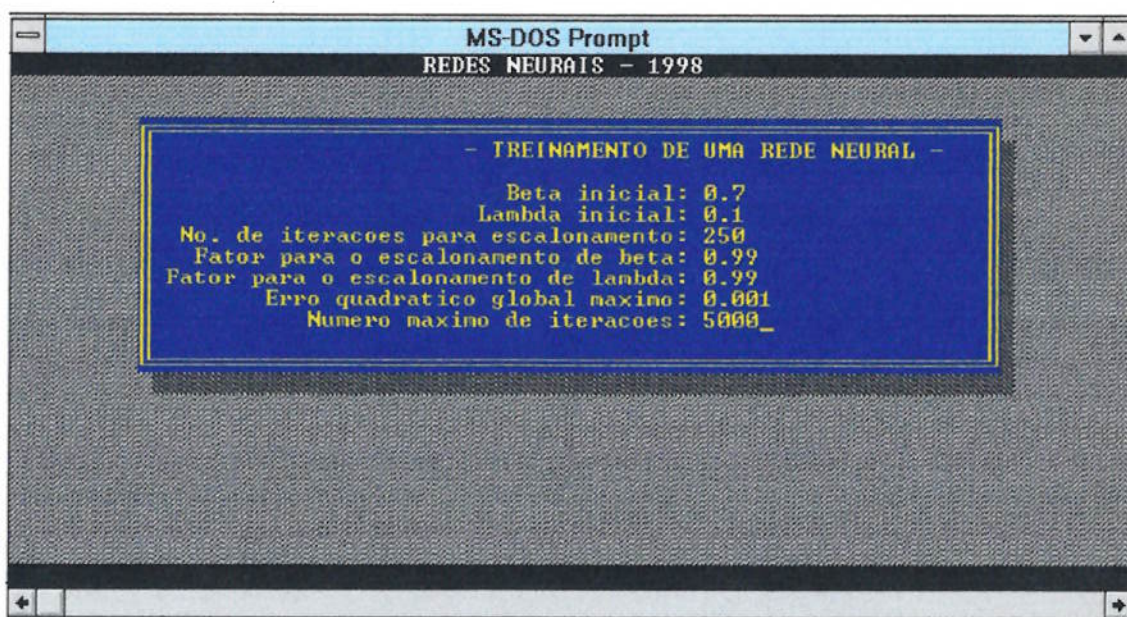 MS-DOS Prompt
REDES NEURAIS - 1998
- TREINAMENTO DE UMA REDE NEURAL -
Beta inicial: 0.7
Lambda inicial: 0.1
No. de iteracoes para escalonamento: 250
Fator para o escalonamento de beta: 0.99
Fator para o escalonamento de lambda: 0.99
Erro quadratico global maximo: 0.001
Numero maximo de iteracoes: 5000_